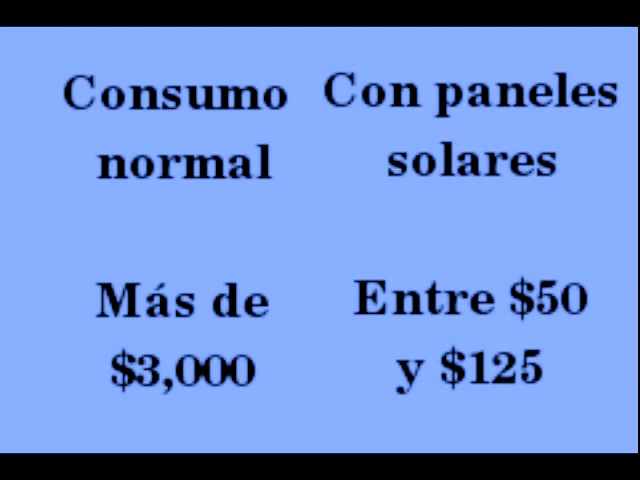 Consumo
normal
Más de
$3,000
Con paneles
solares
Entre $50
y $125